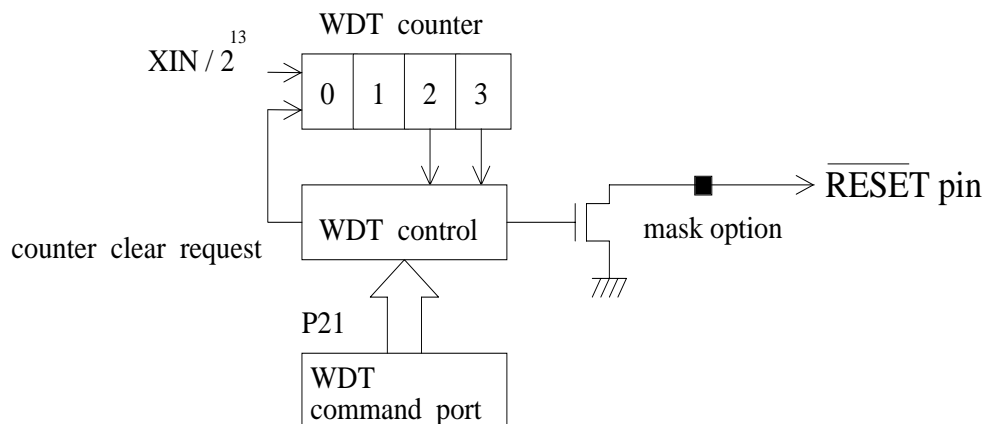 WDT counter
XIN / 2^13
0 1 2 3
RESET pin
WDT control
mask option
counter clear request
P21
WDT
command port